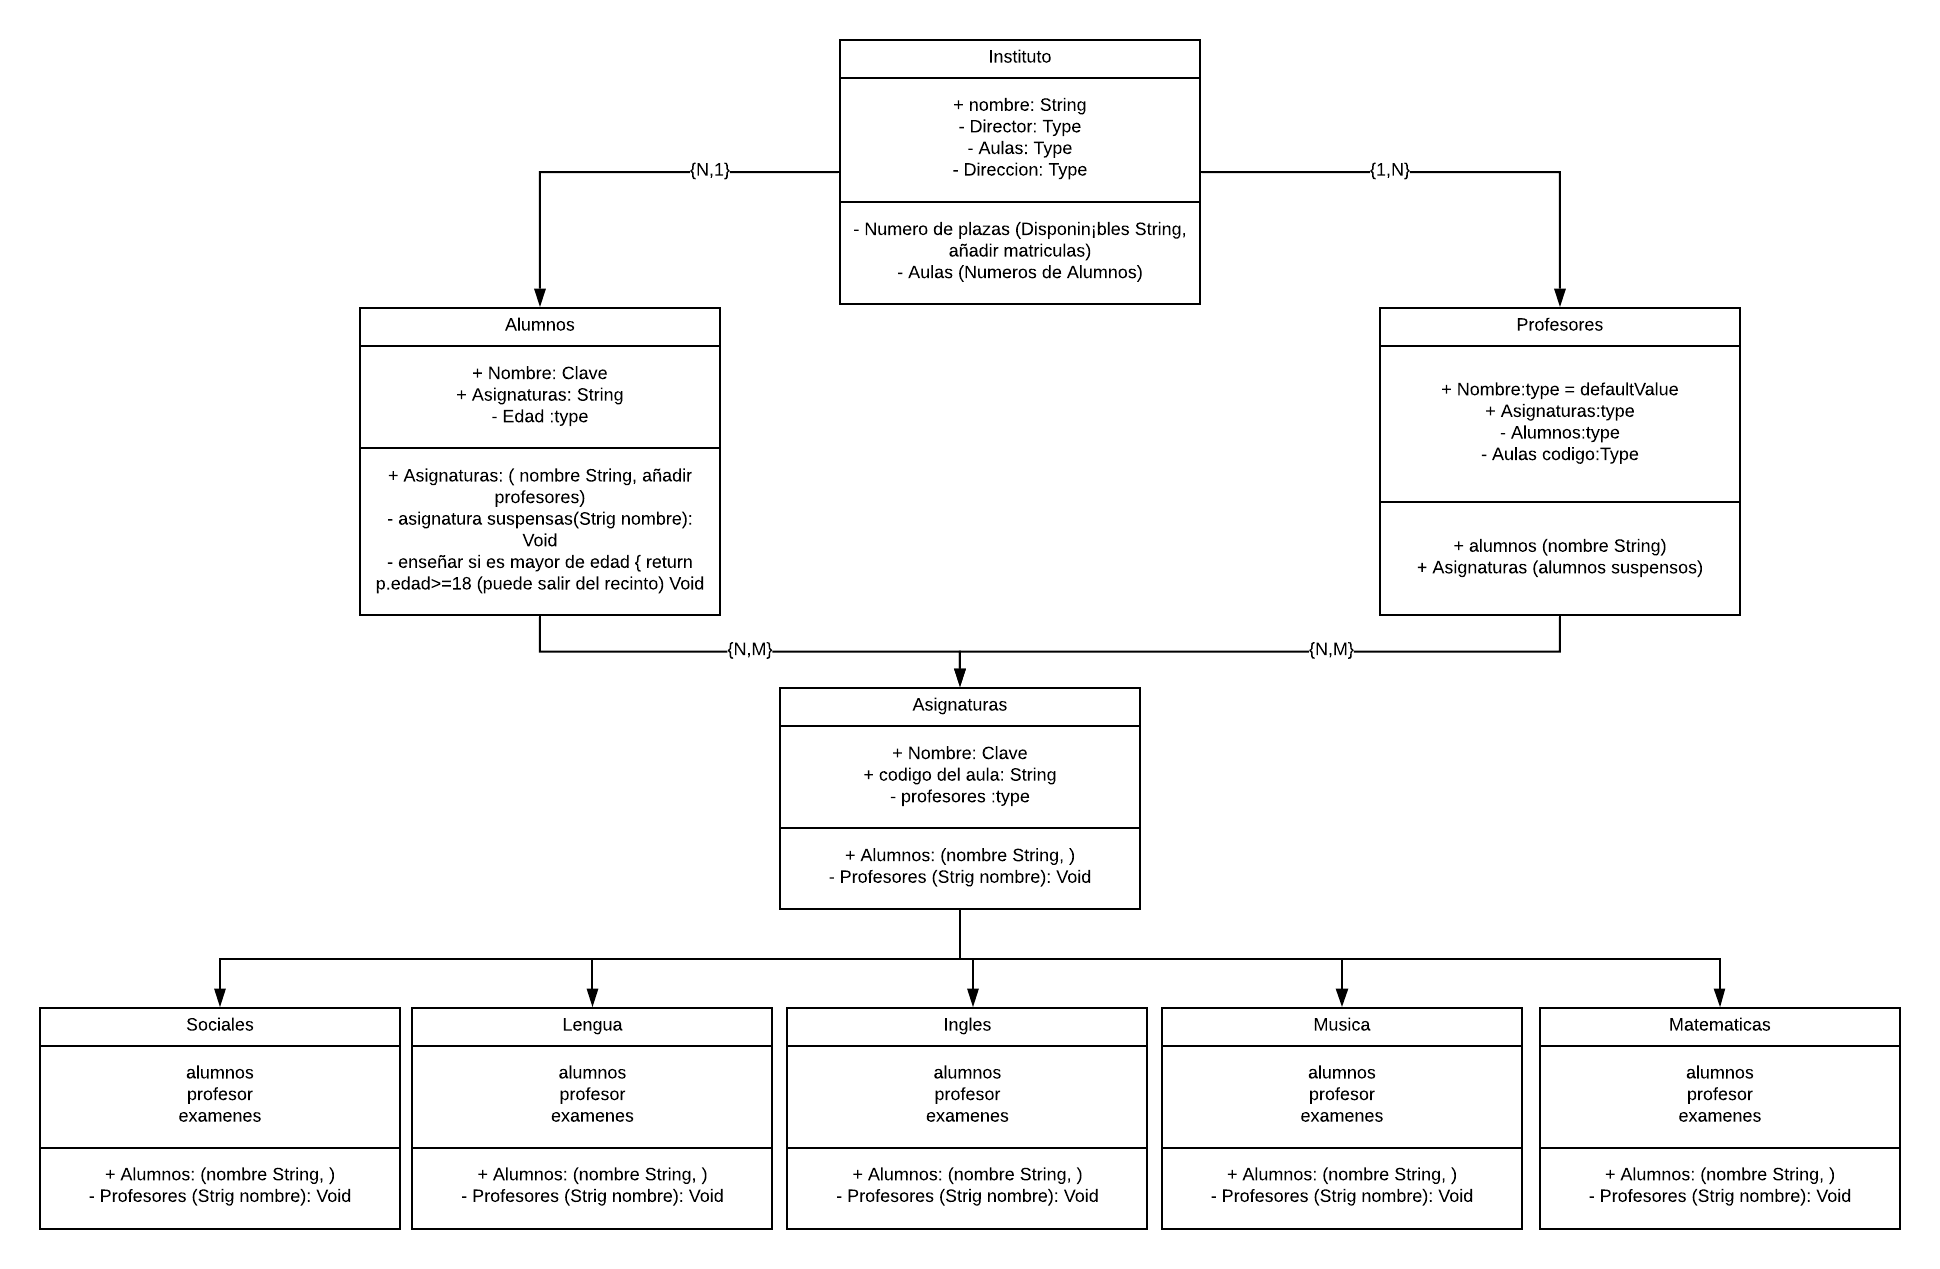 Instituto
+ nombre: String
- Director: Type
- Aulas: Type
- Direccion: Type
- Numero de plazas (Disponin¡bles String,
añadir matriculas)
- Aulas (Numeros de Alumnos)
{N,1}
{1,N}
Alumnos
+ Nombre: Clave
+ Asignaturas: String
- Edad :type
+ Asignaturas: ( nombre String, añadir
profesores)
- asignatura suspensas(Strig nombre):
Void
- enseñar si es mayor de edad { return
p.edad>=18 (puede salir del recinto) Void
Profesores
+ Nombre:type = defaultValue
+ Asignaturas:type
- Alumnos:type
- Aulas codigo:Type
+ alumnos (nombre String)
+ Asignaturas (alumnos suspensos)
{N,M}
{N,M}
Asignaturas
+ Nombre: Clave
+ codigo del aula: String
- profesores :type
+ Alumnos: (nombre String, )
- Profesores (Strig nombre): Void
Sociales
alumnos
profesor
examenes
+ Alumnos: (nombre String, )
- Profesores (Strig nombre): Void
Lengua
alumnos
profesor
examenes
+ Alumnos: (nombre String, )
- Profesores (Strig nombre): Void
Ingles
alumnos
profesor
examenes
+ Alumnos: (nombre String, )
- Profesores (Strig nombre): Void
Musica
alumnos
profesor
examenes
+ Alumnos: (nombre String, )
- Profesores (Strig nombre): Void
Matematicas
alumnos
profesor
examenes
+ Alumnos: (nombre String, )
- Profesores (Strig nombre): Void